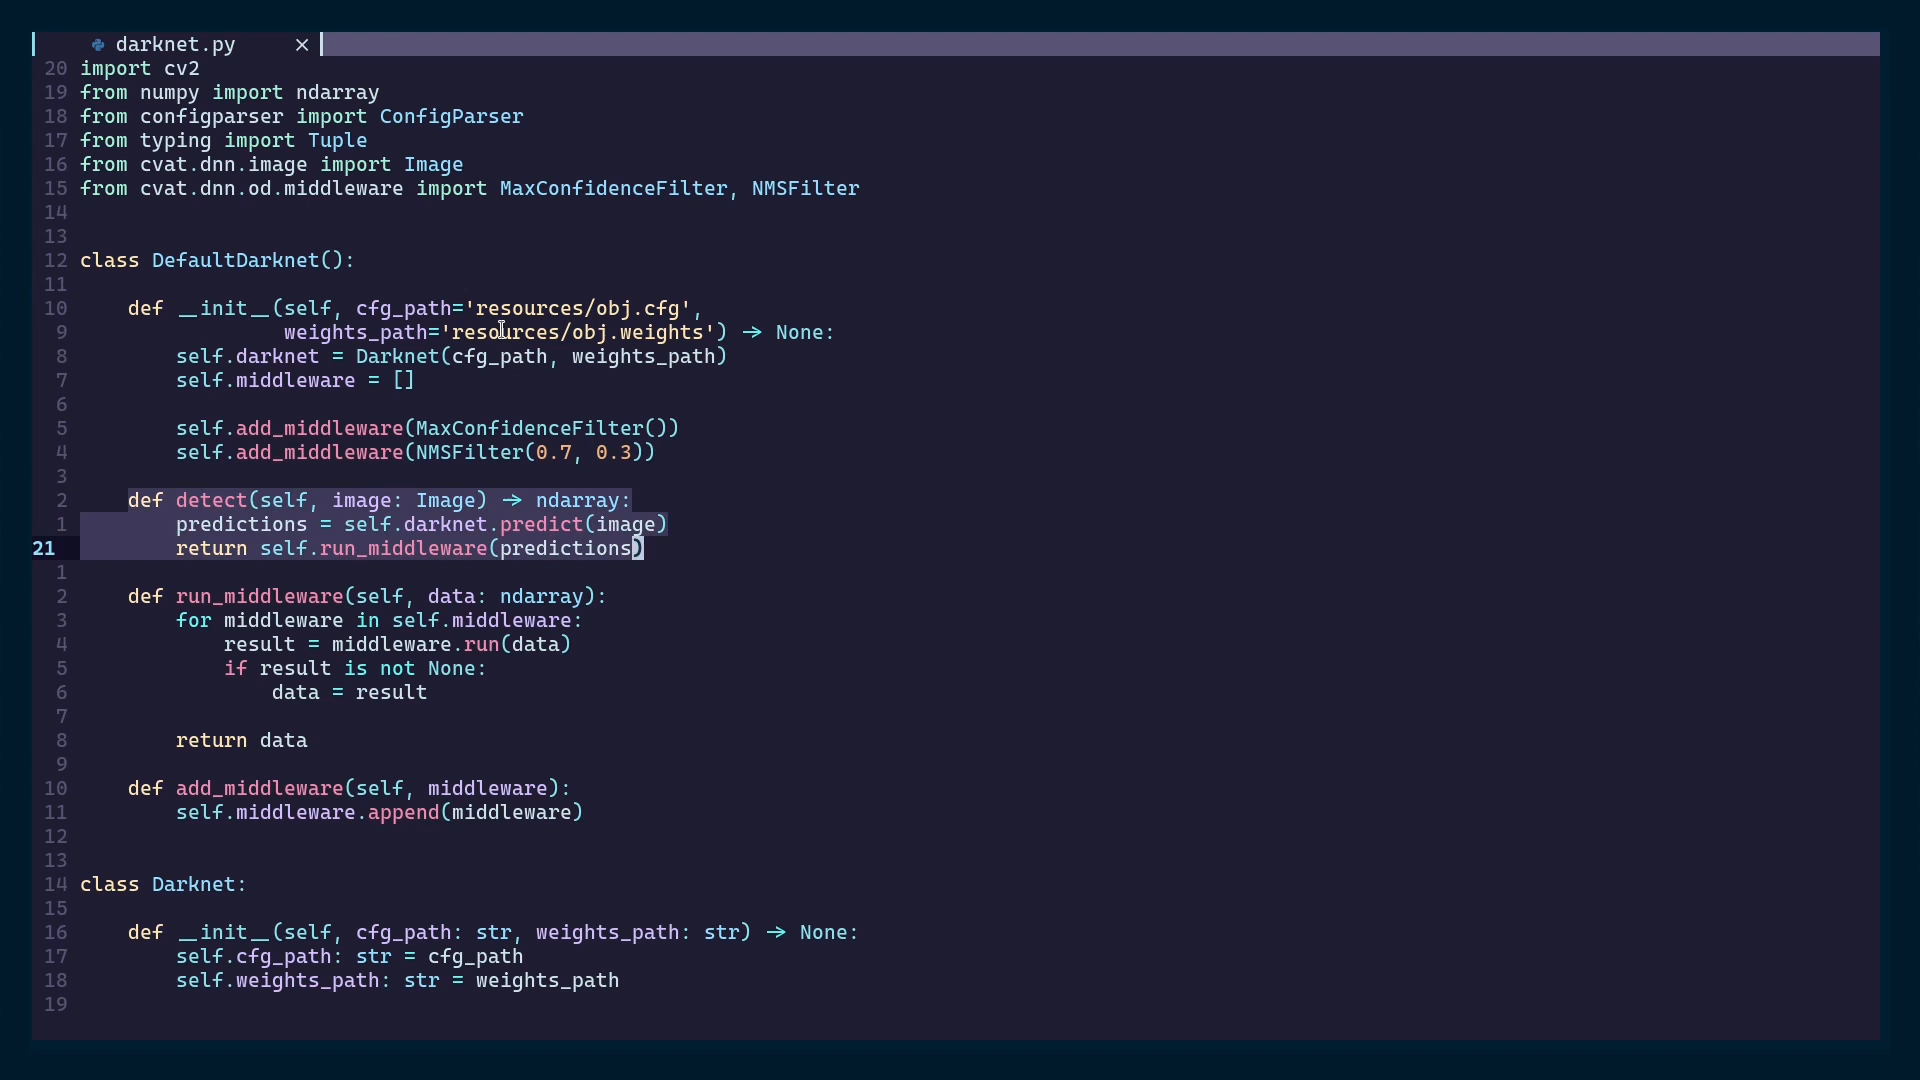 darknet.py ×
20 import cv2
19 from numpy import ndarray
18 from configparser import ConfigParser
17 from typing import Tuple
16 from cvat.dnn.image import Image
15 from cvat.dnn.od.middleware import MaxConfidenceFilter, NMSFilter
14
13
12 class DefaultDarknet():
11
10     def __init__(self, cfg_path='resources/obj.cfg',
9                  weights_path='resources/obj.weights') → None:
8         self.darknet = Darknet(cfg_path, weights_path)
7         self.middleware = []
6
5         self.add_middleware(MaxConfidenceFilter())
4         self.add_middleware(NMSFilter(0.7, 0.3))
3
2     def detect(self, image: Image) → ndarray:
1         predictions = self.darknet.predict(image)
21         return self.run_middleware(predictions)
1
2     def run_middleware(self, data: ndarray):
3         for middleware in self.middleware:
4             result = middleware.run(data)
5             if result is not None:
6                 data = result
7
8         return data
9
10     def add_middleware(self, middleware):
11         self.middleware.append(middleware)
12
13
14 class Darknet:
15
16     def __init__(self, cfg_path: str, weights_path: str) → None:
17         self.cfg_path: str = cfg_path
18         self.weights_path: str = weights_path
19